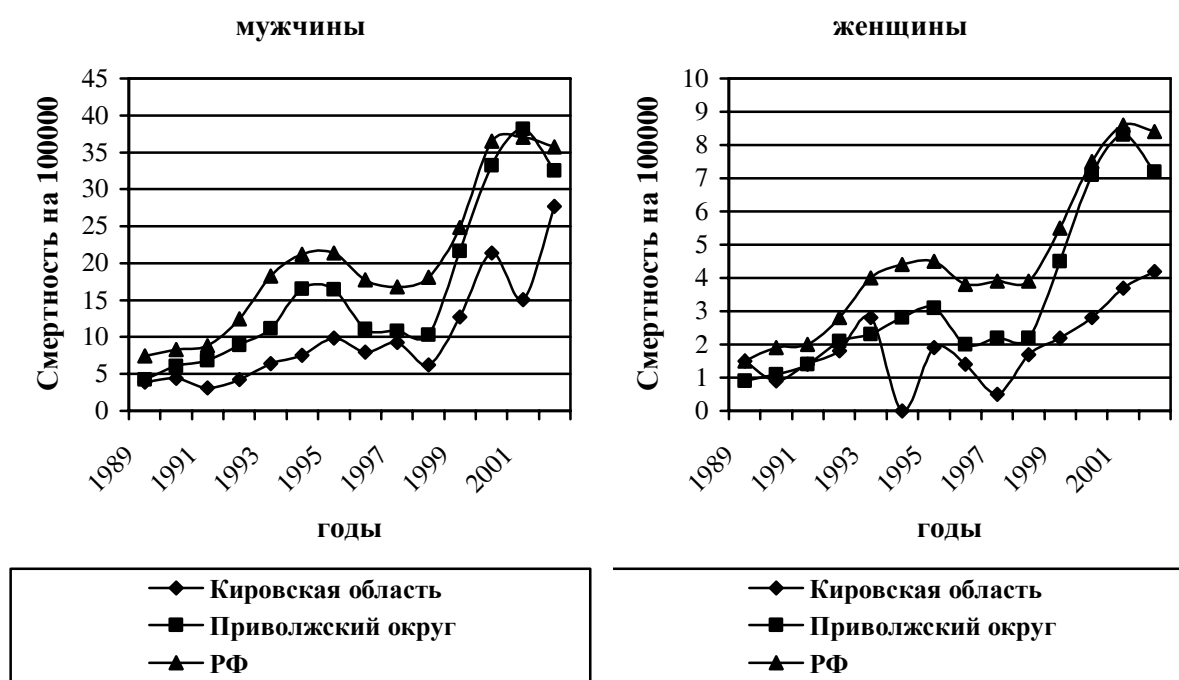 мужчины
Смертность на 100000
45
40
35
30
25
20
15
10
5
0
1989
1991
1993
1995
1997
1999
2001
годы
Кировская область
Приволжский округ
РФ
женщины
Смертность на 100000
10
9
8
7
6
5
4
3
2
1
0
1989
1991
1993
1995
1997
1999
2001
годы
Кировская область
Приволжский округ
РФ